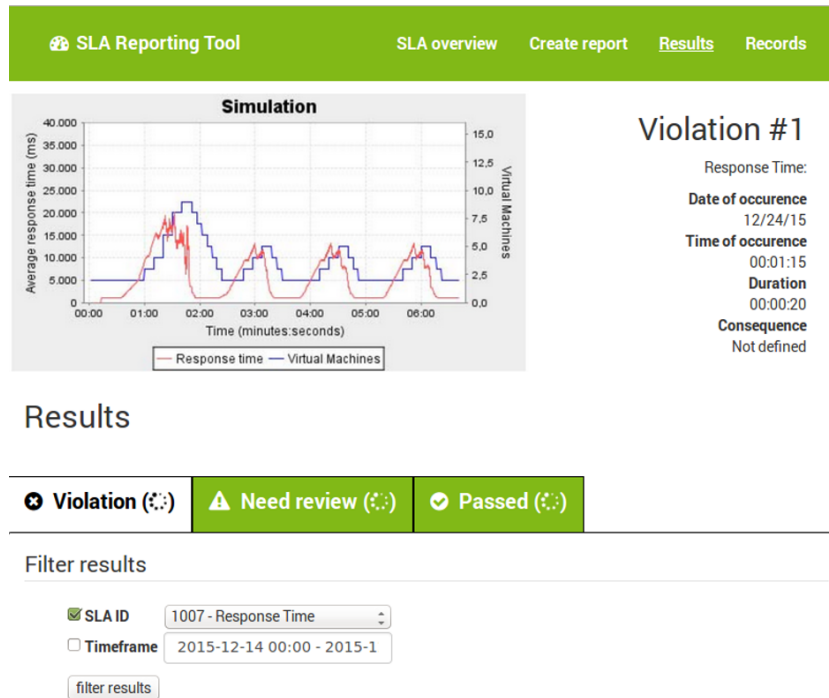 SLA Reporting Tool
SLA overview Create report Results Records
Simulation
Average response time (ms)
40.000
35.000
30.000
25.000
20.000
15.000
10.000
5.000
0
15,0
12,5
10,0
7,5
5,0
2,5
0,0
Virtual Machines
00:00 01:00 02:00 03:00 04:00 05:00 06:00
Time (minutes:seconds)
Response time Virtual Machines
Violation #1
Response Time:
Date of occurence
12/24/15
Time of occurence
00:01:15
Duration
00:00:20
Consequence
Not defined
Results
Violation ( ) Need review ( ) Passed ( )
Filter results
SLA ID 1007 - Response Time
Timeframe 2015-12-14 00:00 - 2015-1
filter results